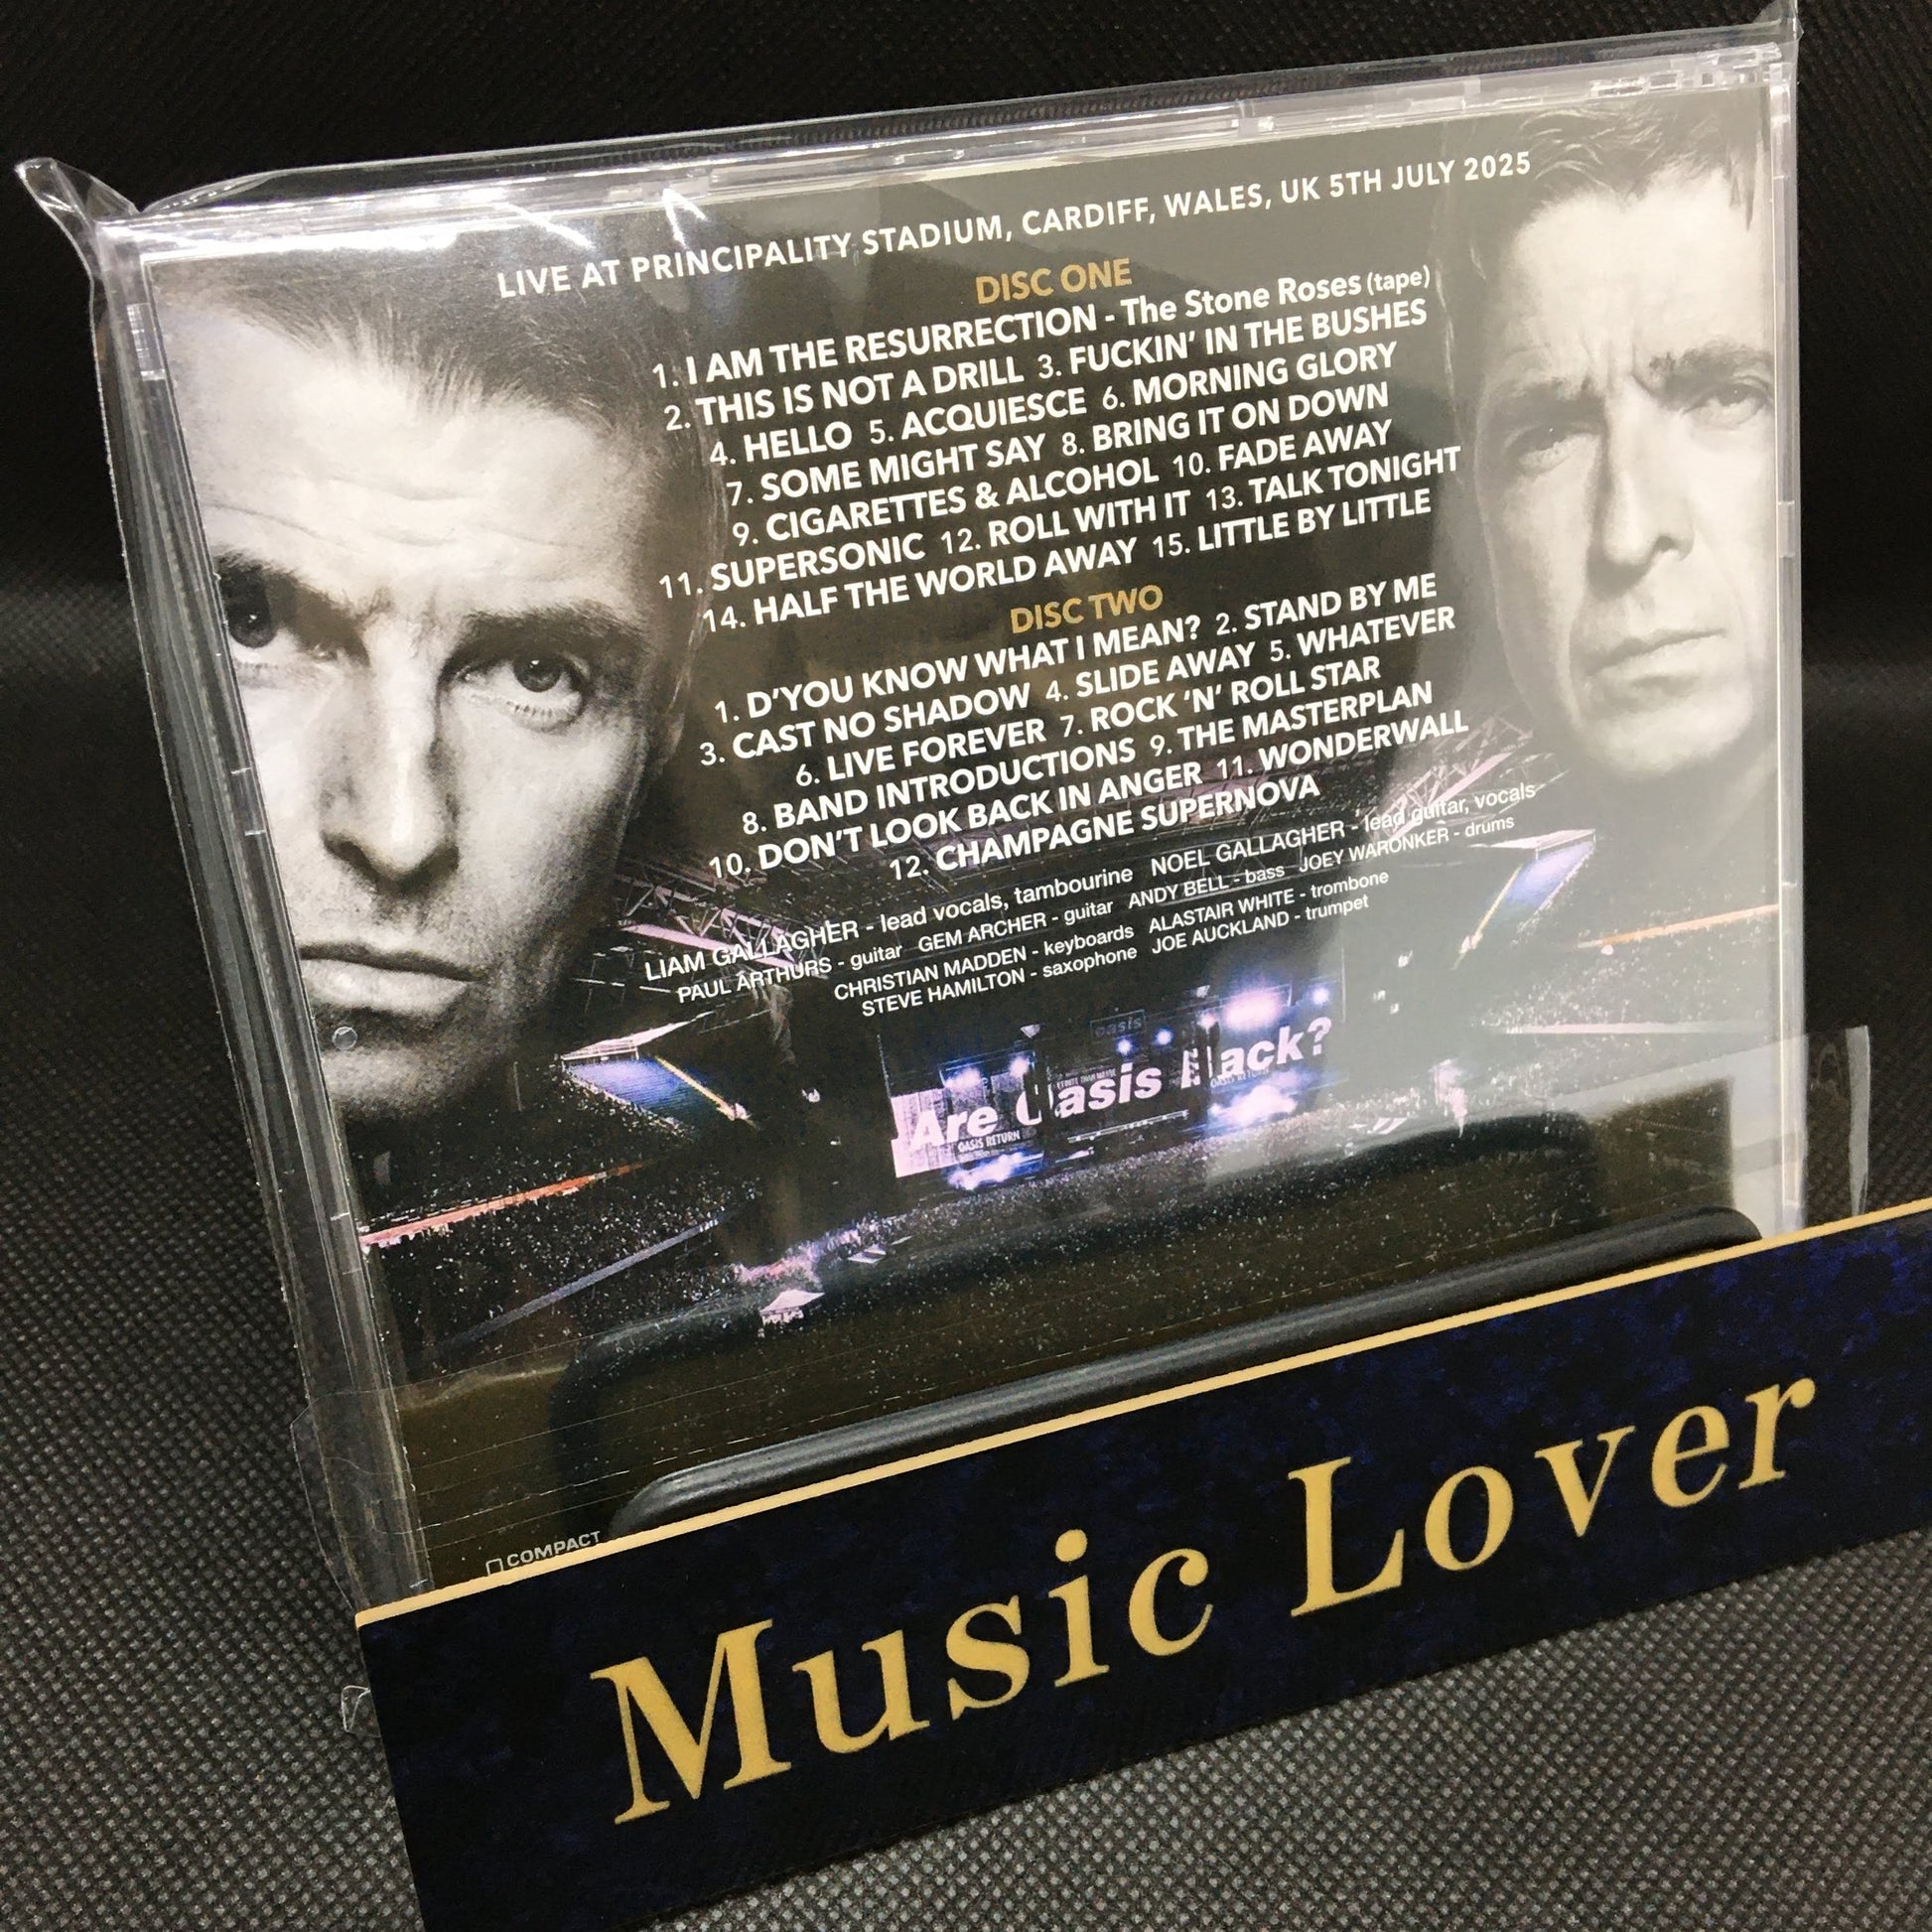 LIVE AT PRINCIPALITY STADIUM, CARDIFF, WALES, UK 5TH JULY 2025
DISC ONE
1. I AM THE RESURRECTION - The Stone Roses (tape)
2. THIS IS NOT A DRILL 3. FUCKIN' IN THE BUSHES
4. HELLO 5. ACQUIESCE 6. MORNING GLORY
7. SOME MIGHT SAY 8. BRING IT ON DOWN
9. CIGARETTES & ALCOHOL 10. FADE AWAY
11. SUPERSONIC 12. ROLL WITH IT 13. TALK TONIGHT
14. HALF THE WORLD AWAY 15. LITTLE BY LITTLE
DISC TWO
1. D'YOU KNOW WHAT I MEAN? 2. STAND BY ME
3. CAST NO SHADOW 4. SLIDE AWAY 5. WHATEVER
6. LIVE FOREVER 7. ROCK 'N' ROLL STAR
8. BAND INTRODUCTIONS 9. THE MASTERPLAN
10. DON'T LOOK BACK IN ANGER 11. WONDERWALL
12. CHAMPAGNE SUPERNOVA
LIAM GALLAGHER - lead vocals, tambourine NOEL GALLAGHER - lead guitar, vocals
PAUL ARTHURS - guitar GEM ARCHER - guitar ANDY BELL - bass JOEY WARONKER - drums
CHRISTIAN MADDEN - keyboards ALASTAIR WHITE - trombone
STEVE HAMILTON - saxophone JOE AUCKLAND - trumpet
oasis
Are Oasis Back?
OASIS RETURN
COMPACT
Music Lover